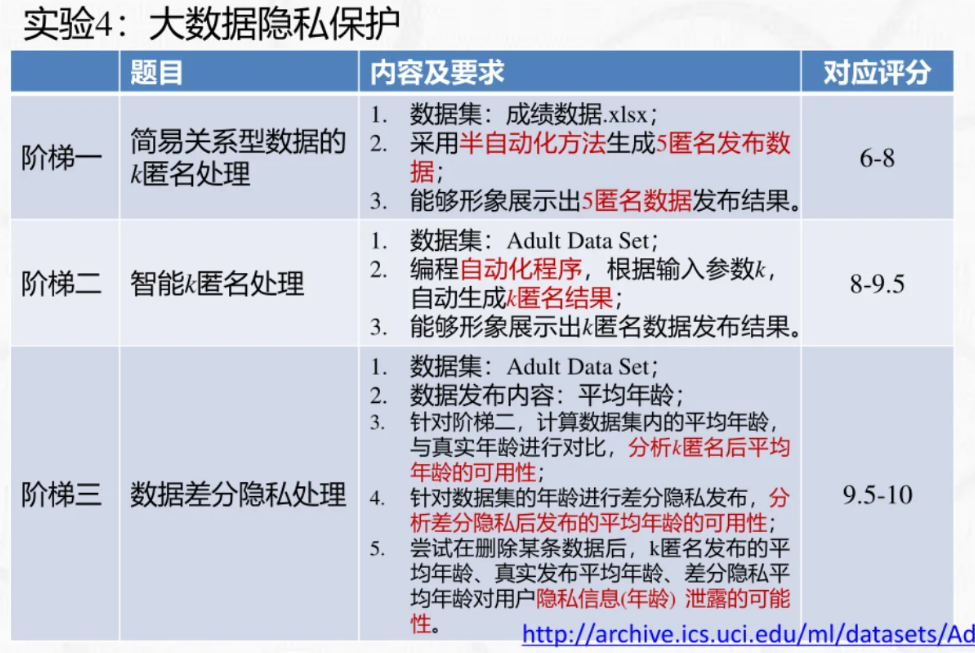 实验4：大数据隐私保护
题目
内容及要求
对应评分
阶梯一
简易关系型数据的
k匿名处理
1. 数据集：成绩数据.xlsx；
2. 采用半自动化方法生成5匿名发布数
据；
3. 能够形象展示出5匿名数据发布结果。
6-8
阶梯二
智能k匿名处理
1. 数据集：Adult Data Set；
2. 编程自动化程序，根据输入参数k，
自动生成k匿名结果；
3. 能够形象展示出k匿名数据发布结果。
8-9.5
阶梯三
数据差分隐私处理
1. 数据集：Adult Data Set；
2. 数据发布内容：平均年龄；
3. 针对阶梯二，计算数据集内的平均年龄，
与真实年龄进行对比，分析k匿名后平均
年龄的可用性；
4. 针对数据集的年龄进行差分隐私发布，分
析差分隐私后发布的平均年龄的可用性；
5. 尝试在删除某条数据后，k匿名发布的平
均年龄、真实发布平均年龄、差分隐私平
均年龄对用户隐私信息(年龄) 泄露的可能
性。
9.5-10
http://archive.ics.uci.edu/ml/datasets/Ad